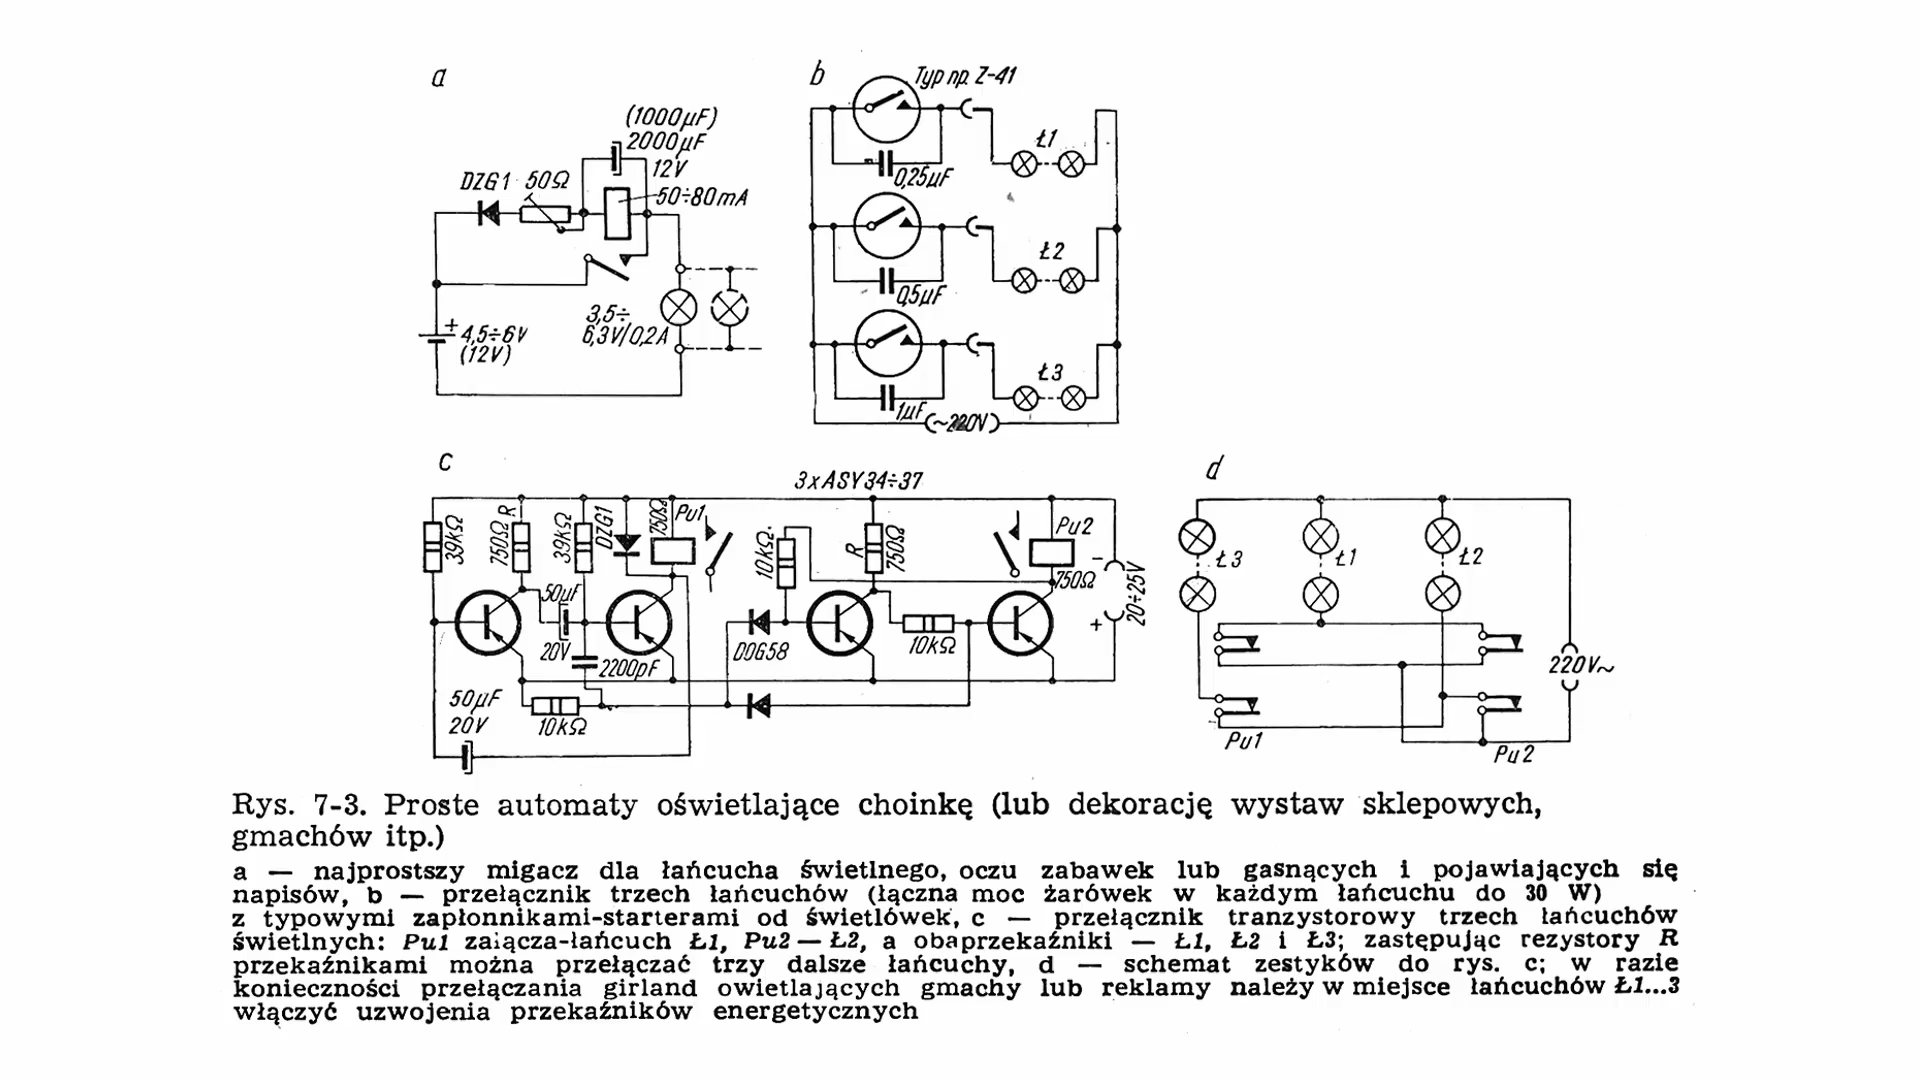 a
(1000µF)
2000µF
12V
DZG1 50Ω
50÷80mA
+
4,5÷6V
(12V)
3,5÷
6,3V/0,2A
b
Typ np. Z-41
Ł1
0,25µF
Ł2
0,5µF
Ł3
1µF
~220V
c
3xASY34÷37
39kΩ
750Ω R
39kΩ
DZG1
750Ω
Pu1
10kΩ
R 750Ω
Pu2
750Ω
−
+
20÷25V
50µF
20V
2200pF
DOG58
10kΩ
50µF
20V
10kΩ
d
Ł3
Ł1
Ł2
220V~
Pu1
Pu2
Rys. 7-3. Proste automaty oświetlające choinkę (lub dekorację wystaw sklepowych,
gmachów itp.)
a — najprostszy migacz dla łańcucha świetlnego, oczu zabawek lub gasnących i pojawiających się
napisów, b — przełącznik trzech łańcuchów (łączna moc żarówek w każdym łańcuchu do 30 W)
z typowymi zapłonnikami-starterami od świetlówek, c — przełącznik tranzystorowy trzech łańcuchów
świetlnych: Pu1 załącza-łańcuch Ł1, Pu2 — Ł2, a oba przekaźniki — Ł1, Ł2 i Ł3; zastępując rezystory R
przekaźnikami można przełączać trzy dalsze łańcuchy, d — schemat zestyków do rys. c; w razie
konieczności przełączania girland owietlających gmachy lub reklamy należy w miejsce łańcuchów Ł1...3
włączyć uzwojenia przekaźników energetycznych